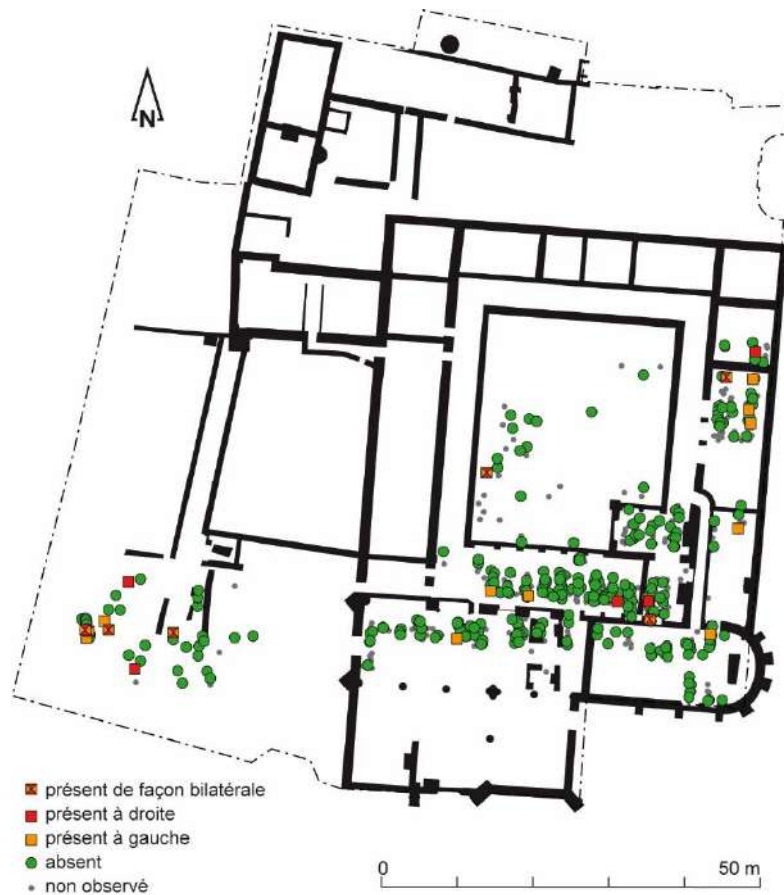 N
présent de façon bilatérale
présent à droite
présent à gauche
absent
non observé
0 50 m